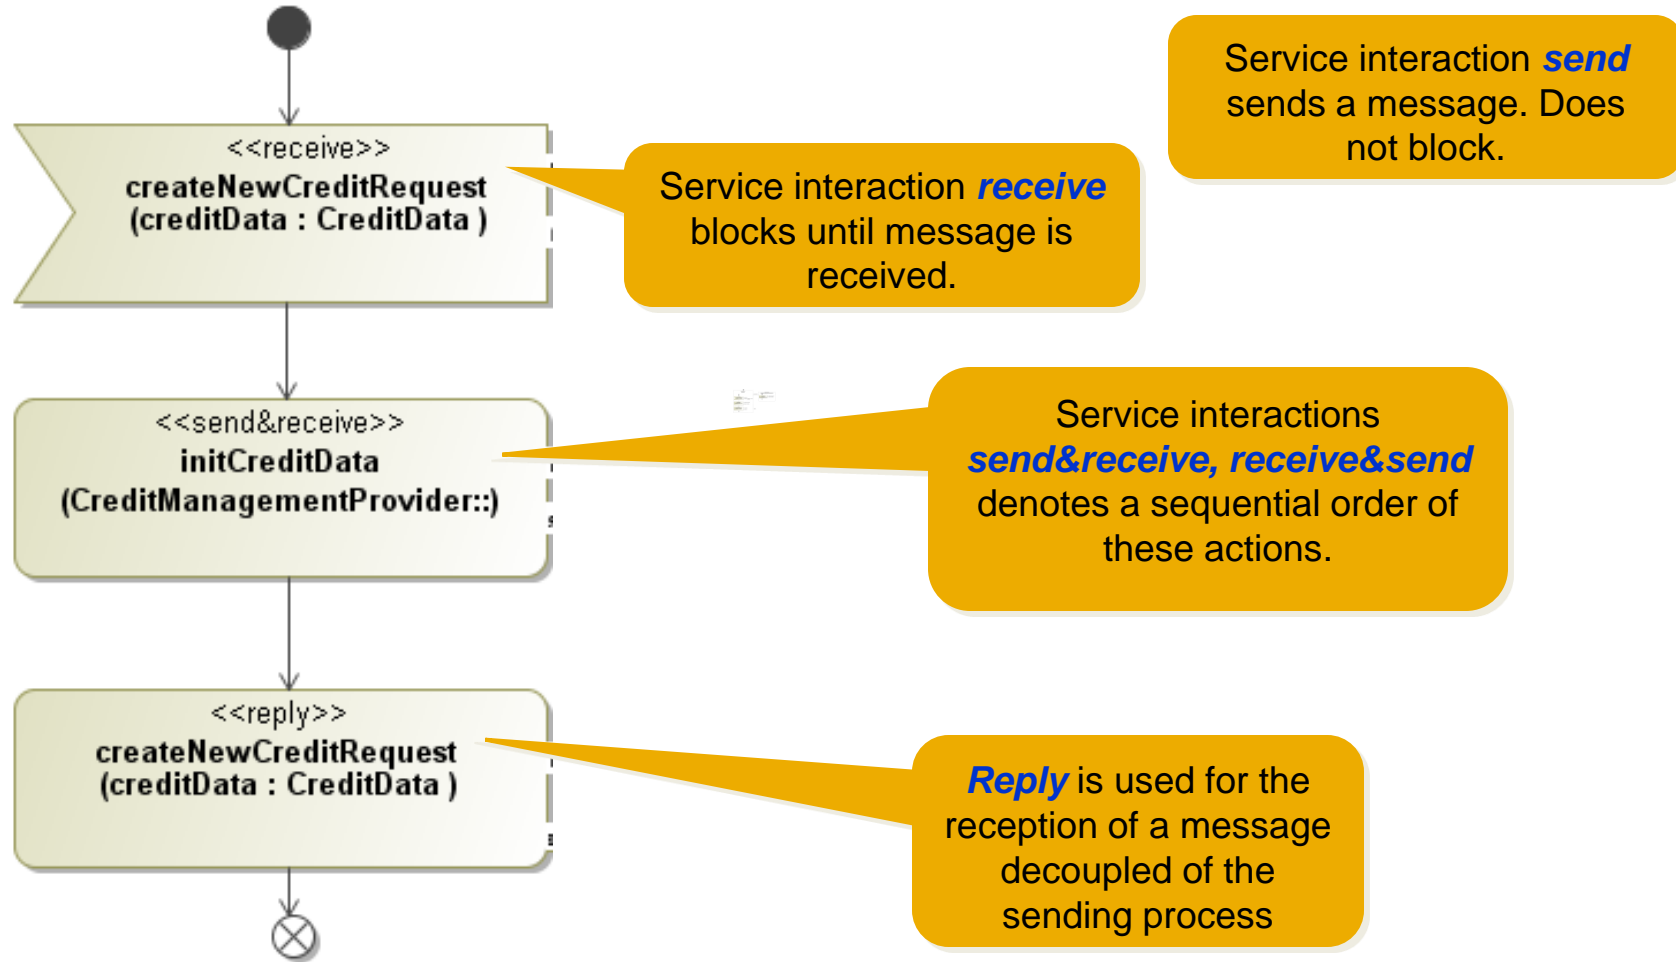 Service interaction send
sends a message. Does
not block.
<<receive>>
createNewCreditRequest
(creditData : CreditData )
Service interaction receive
blocks until message is
received.
<<send&receive>>
initCreditData
(CreditManagementProvider::)
Service interactions
send&receive, receive&send
denotes a sequential order of
these actions.
<<reply>>
createNewCreditRequest
(creditData : CreditData )
Reply is used for the
reception of a message
decoupled of the
sending process